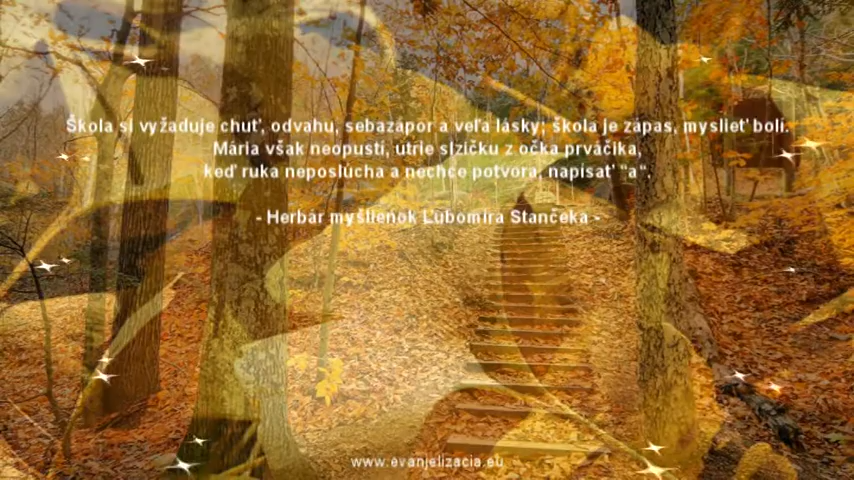 Škola si vyžaduje chuť, odvahu, sebazápor a veľa lásky; škola je zápas, myslieť bolí.
Mária však neopustí, utrie slzičku z očka prváčika,
keď ruka neposlúcha a nechce potvora, napísať "a".
- Herbár myšlienok Ľubomíra Stančeka -
www.evanjelizacia.eu